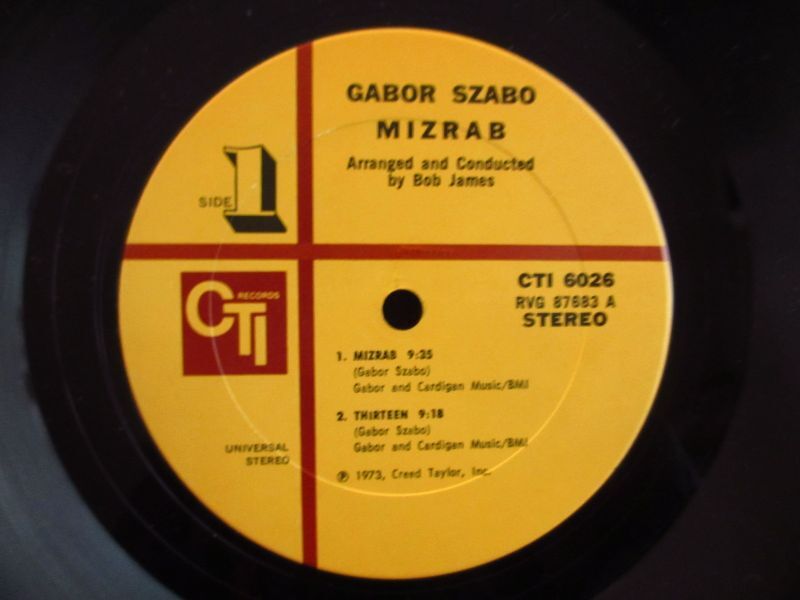 GABOR SZABO
MIZRAB
Arranged and Conducted
by Bob James
SIDE 1
CTI RECORDS
CTI 6026
RVG 87683 A
STEREO
1. MIZRAB 9:35
(Gabor Szabo)
Gabor and Cardigan Music/BMI
2. THIRTEEN 9:18
(Gabor Szabo)
Gabor and Cardigan Music/BMI
UNIVERSAL
STEREO
℗ 1973, Creed Taylor, Inc.